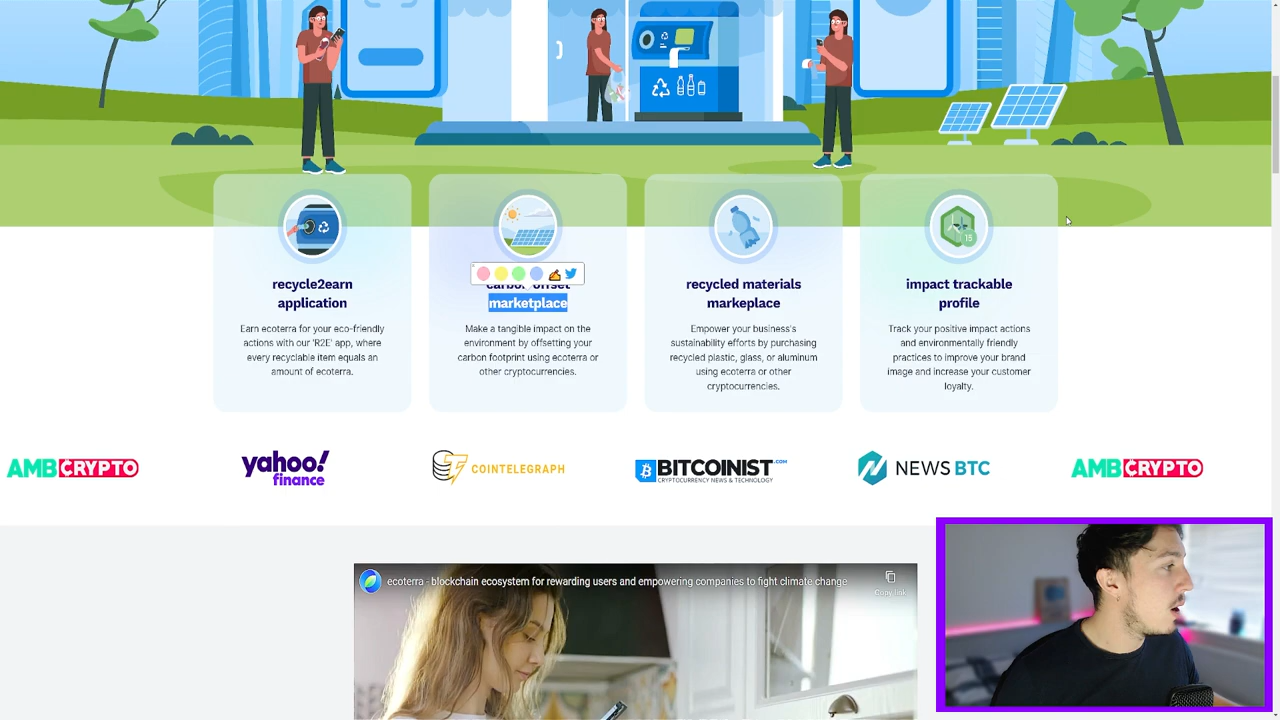 recycle2earn
application
Earn ecoterra for your eco-friendly
actions with our 'R2E' app, where
every recyclable item equals an
amount of ecoterra.
carbon offset
marketplace
Make a tangible impact on the
environment by offsetting your
carbon footprint using ecoterra or
other cryptocurrencies.
recycled materials
markeplace
Empower your business's
sustainability efforts by purchasing
recycled plastic, glass, or aluminum
using ecoterra or other
cryptocurrencies.
impact trackable
profile
Track your positive impact actions
and environmentally friendly
practices to improve your brand
image and increase your customer
loyalty.
15
AMBCRYPTO
yahoo!
finance
COINTELEGRAPH
BITCOINIST.COM
CRYPTOCURRENCY NEWS & TECHNOLOGY
NEWSBTC
AMBCRYPTO
ecoterra - blockchain ecosystem for rewarding users and empowering companies to fight climate change
Copy link